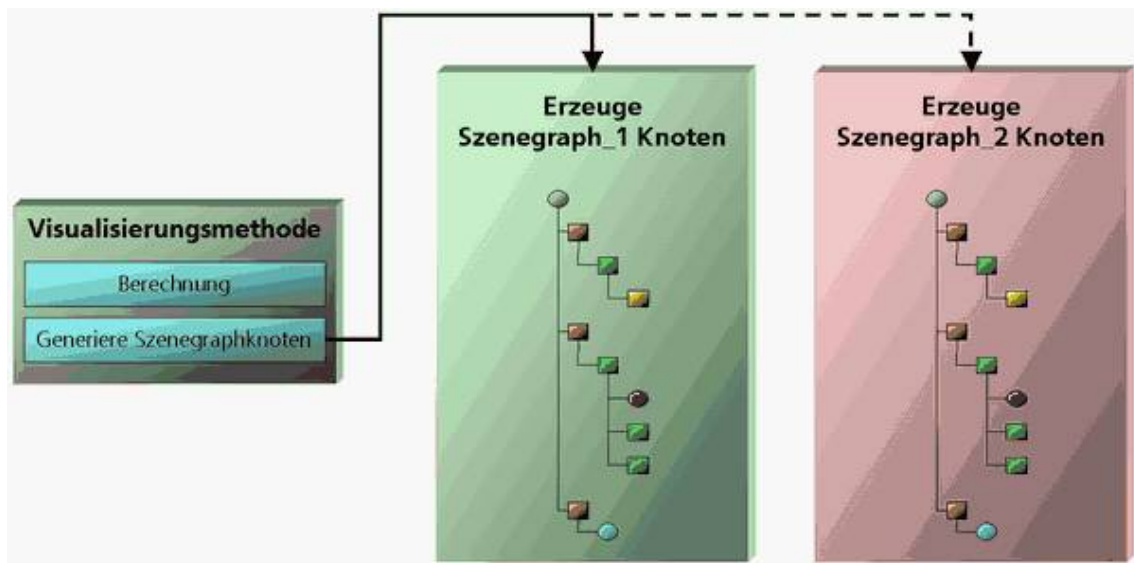 Erzeuge
Szenegraph_1 Knoten
Erzeuge
Szenegraph_2 Knoten
Visualisierungsmethode
Berechnung
Generiere Szenegraphknoten